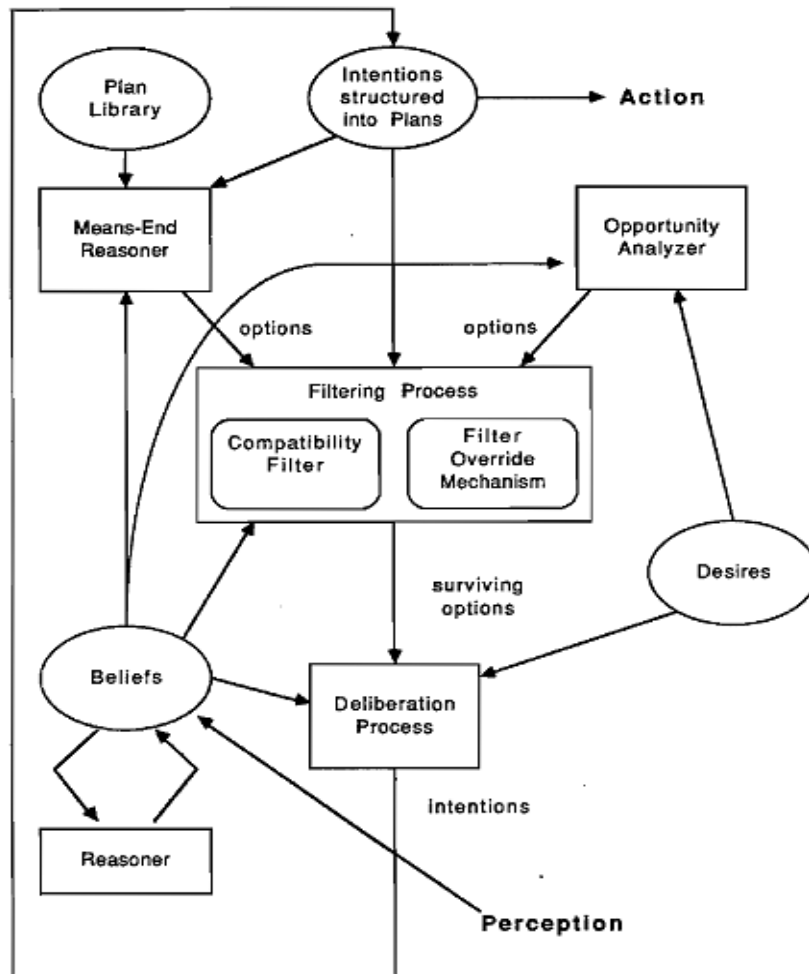 Plan
Library
Intentions
structured
into Plans
Action
Means-End
Reasoner
Opportunity
Analyzer
options
options
Filtering Process
Compatibility
Filter
Filter
Override
Mechanism
surviving
options
Desires
Beliefs
Deliberation
Process
intentions
Reasoner
Perception